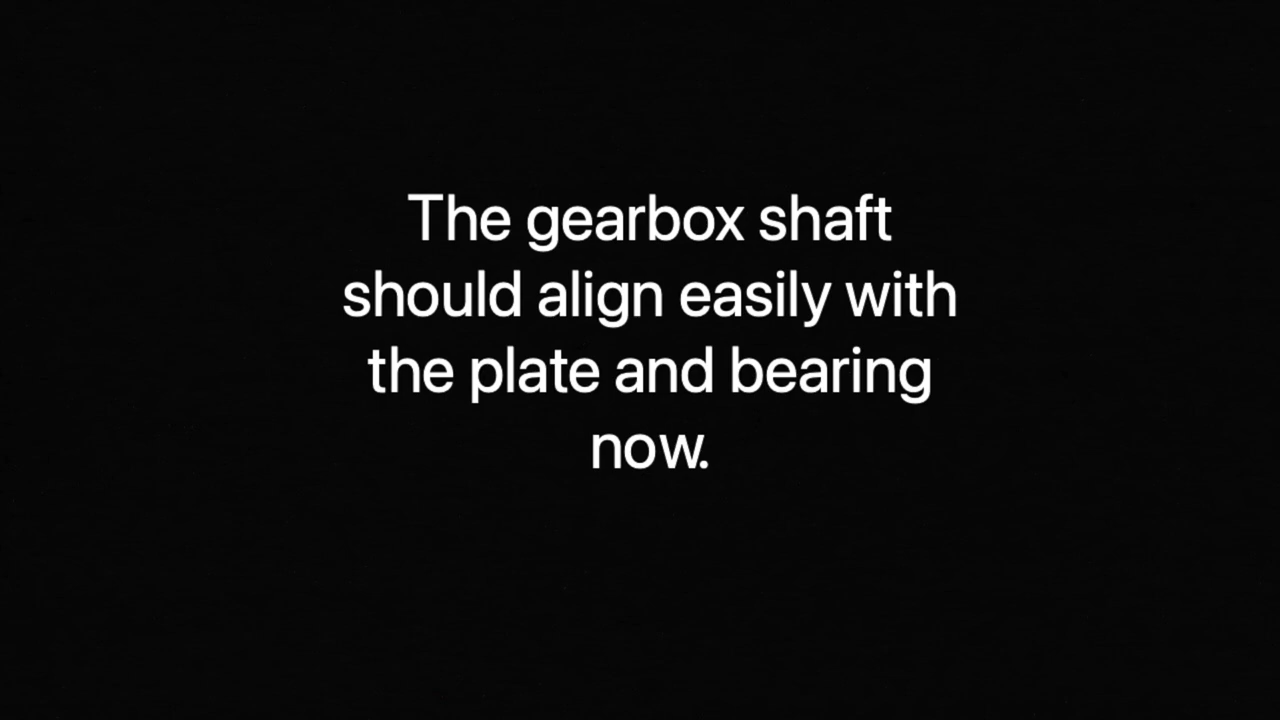 The gearbox shaft
should align easily with
the plate and bearing
now.